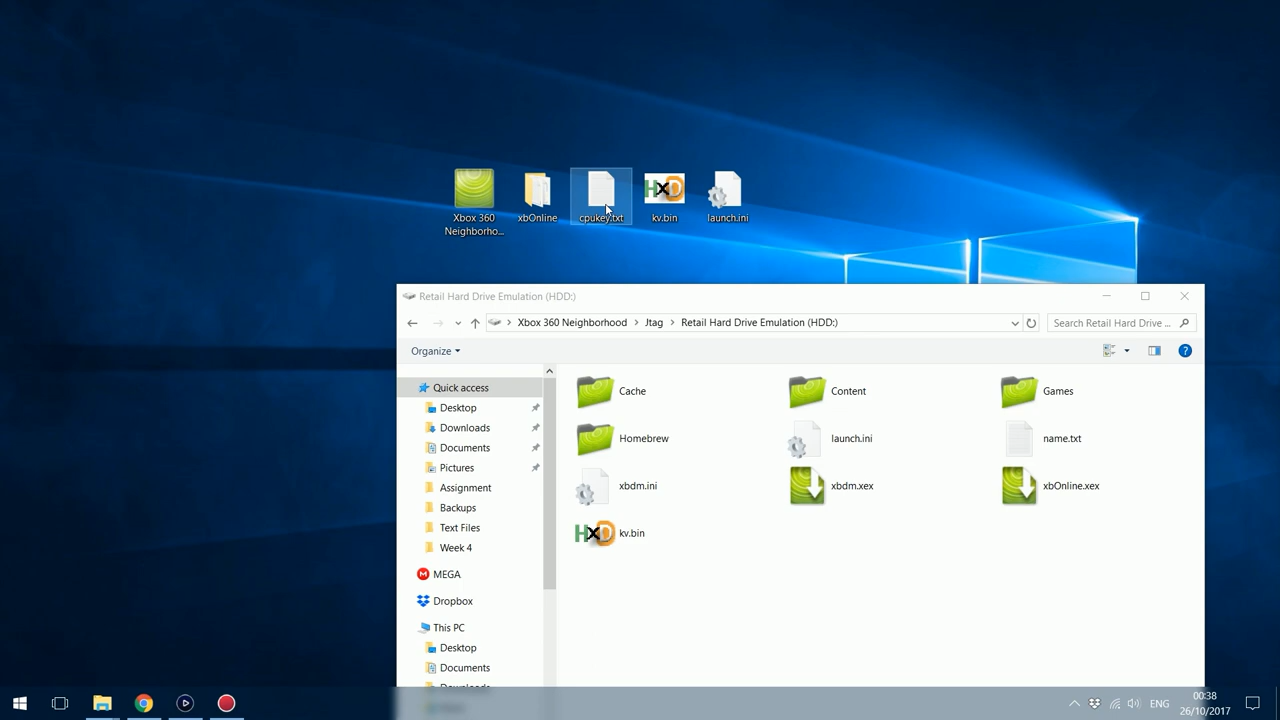 Xbox 360
Neighborho...
xbOnline
cpukey.txt
HXD
kv.bin
launch.ini
Retail Hard Drive Emulation (HDD:)
Xbox 360 Neighborhood > Jtag > Retail Hard Drive Emulation (HDD:)
Search Retail Hard Drive ...
Organize
Quick access
Desktop
Downloads
Documents
Pictures
Assignment
Backups
Text Files
Week 4
MEGA
Dropbox
This PC
Desktop
Documents
Cache
Content
Games
Homebrew
launch.ini
name.txt
xbdm.ini
xbdm.xex
xbOnline.xex
HXD
kv.bin
ENG
00:38
26/10/2017